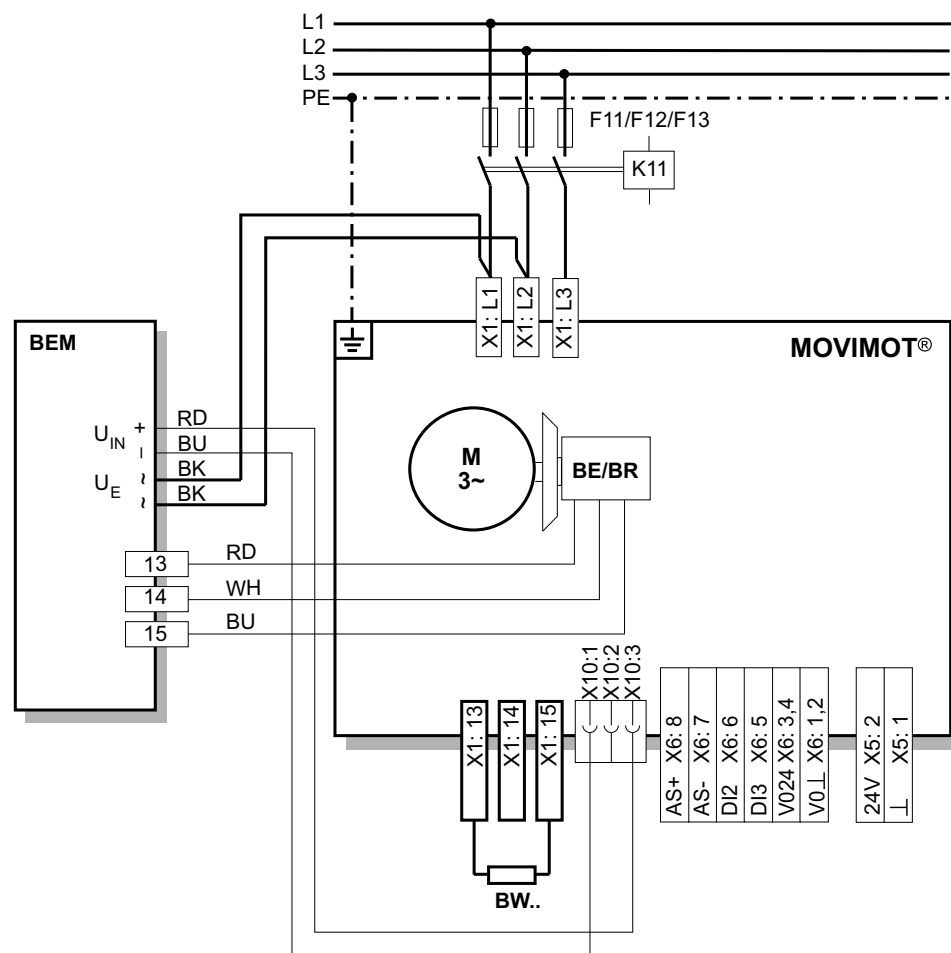 L1
L2
L3
PE
F11/F12/F13
K11
X1: L1
X1: L2
X1: L3
BEM
MOVIMOT®
UIN + RD
– BU
UE ~ BK
~ BK
M
3~
BE/BR
13 RD
14 WH
15 BU
X10:1
X10:2
X10:3
X1: 13
X1: 14
X1: 15
AS+ X6: 8
AS- X6: 7
DI2 X6: 6
DI3 X6: 5
V024 X6: 3,4
V0⊥ X6: 1,2
24V X5: 2
⊥ X5: 1
BW..